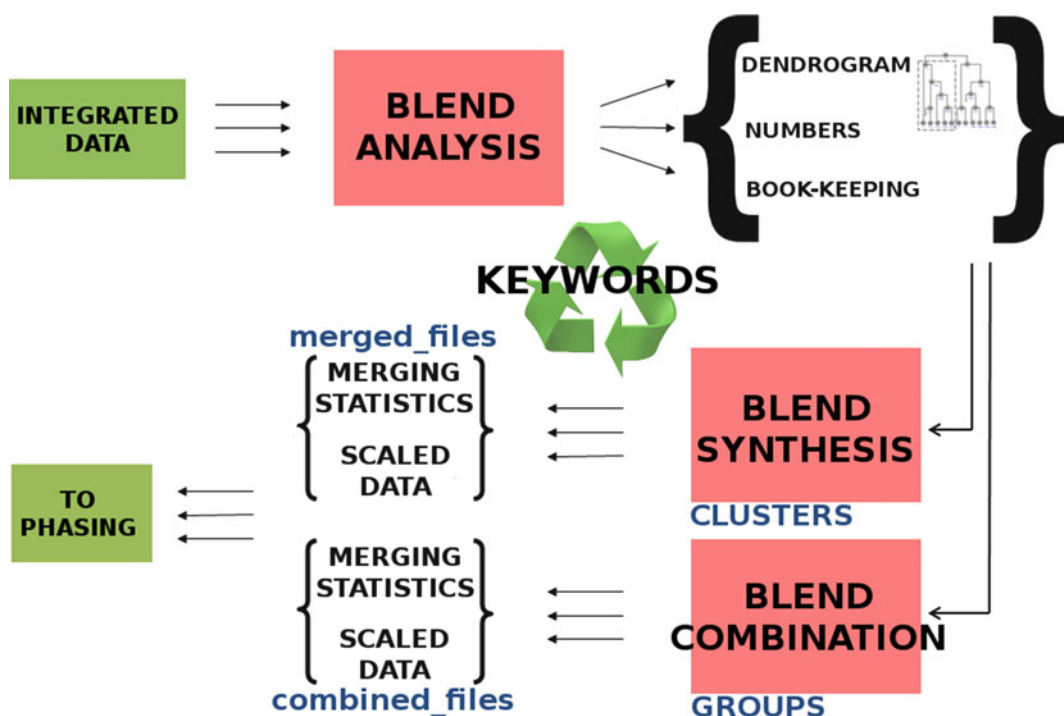 INTEGRATED
DATA
BLEND
ANALYSIS
DENDROGRAM
NUMBERS
BOOK-KEEPING
KEYWORDS
merged_files
MERGING
STATISTICS
SCALED
DATA
BLEND
SYNTHESIS
CLUSTERS
TO
PHASING
MERGING
STATISTICS
SCALED
DATA
combined_files
BLEND
COMBINATION
GROUPS